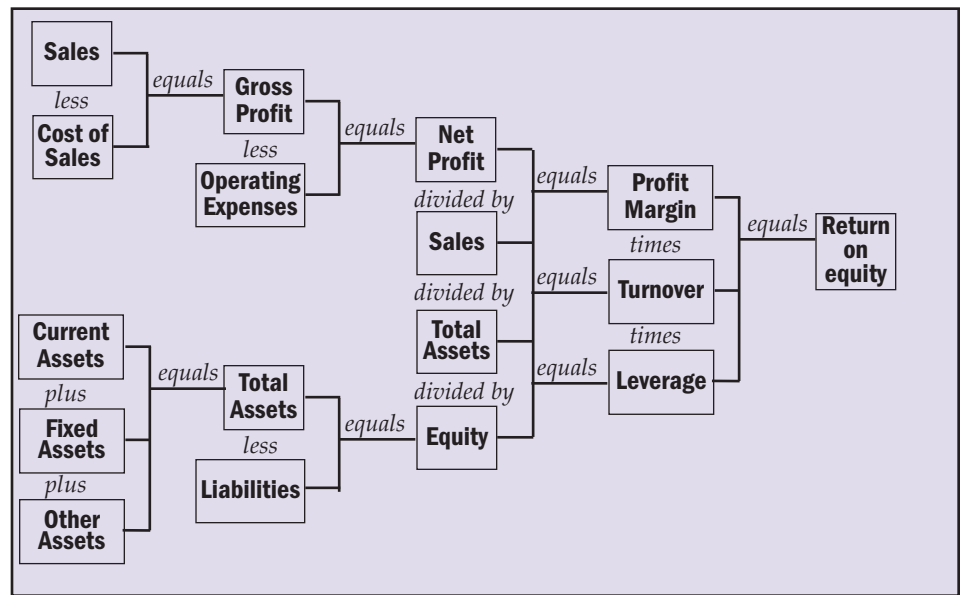 Sales
less
Cost of
Sales
equals
Gross
Profit
less
Operating
Expenses
equals
Net
Profit
divided by
Sales
divided by
Total
Assets
divided by
Equity
equals
Profit
Margin
times
equals
Turnover
times
equals
Leverage
equals
Return
on
equity
Current
Assets
plus
Fixed
Assets
plus
Other
Assets
equals
Total
Assets
less
Liabilities
equals